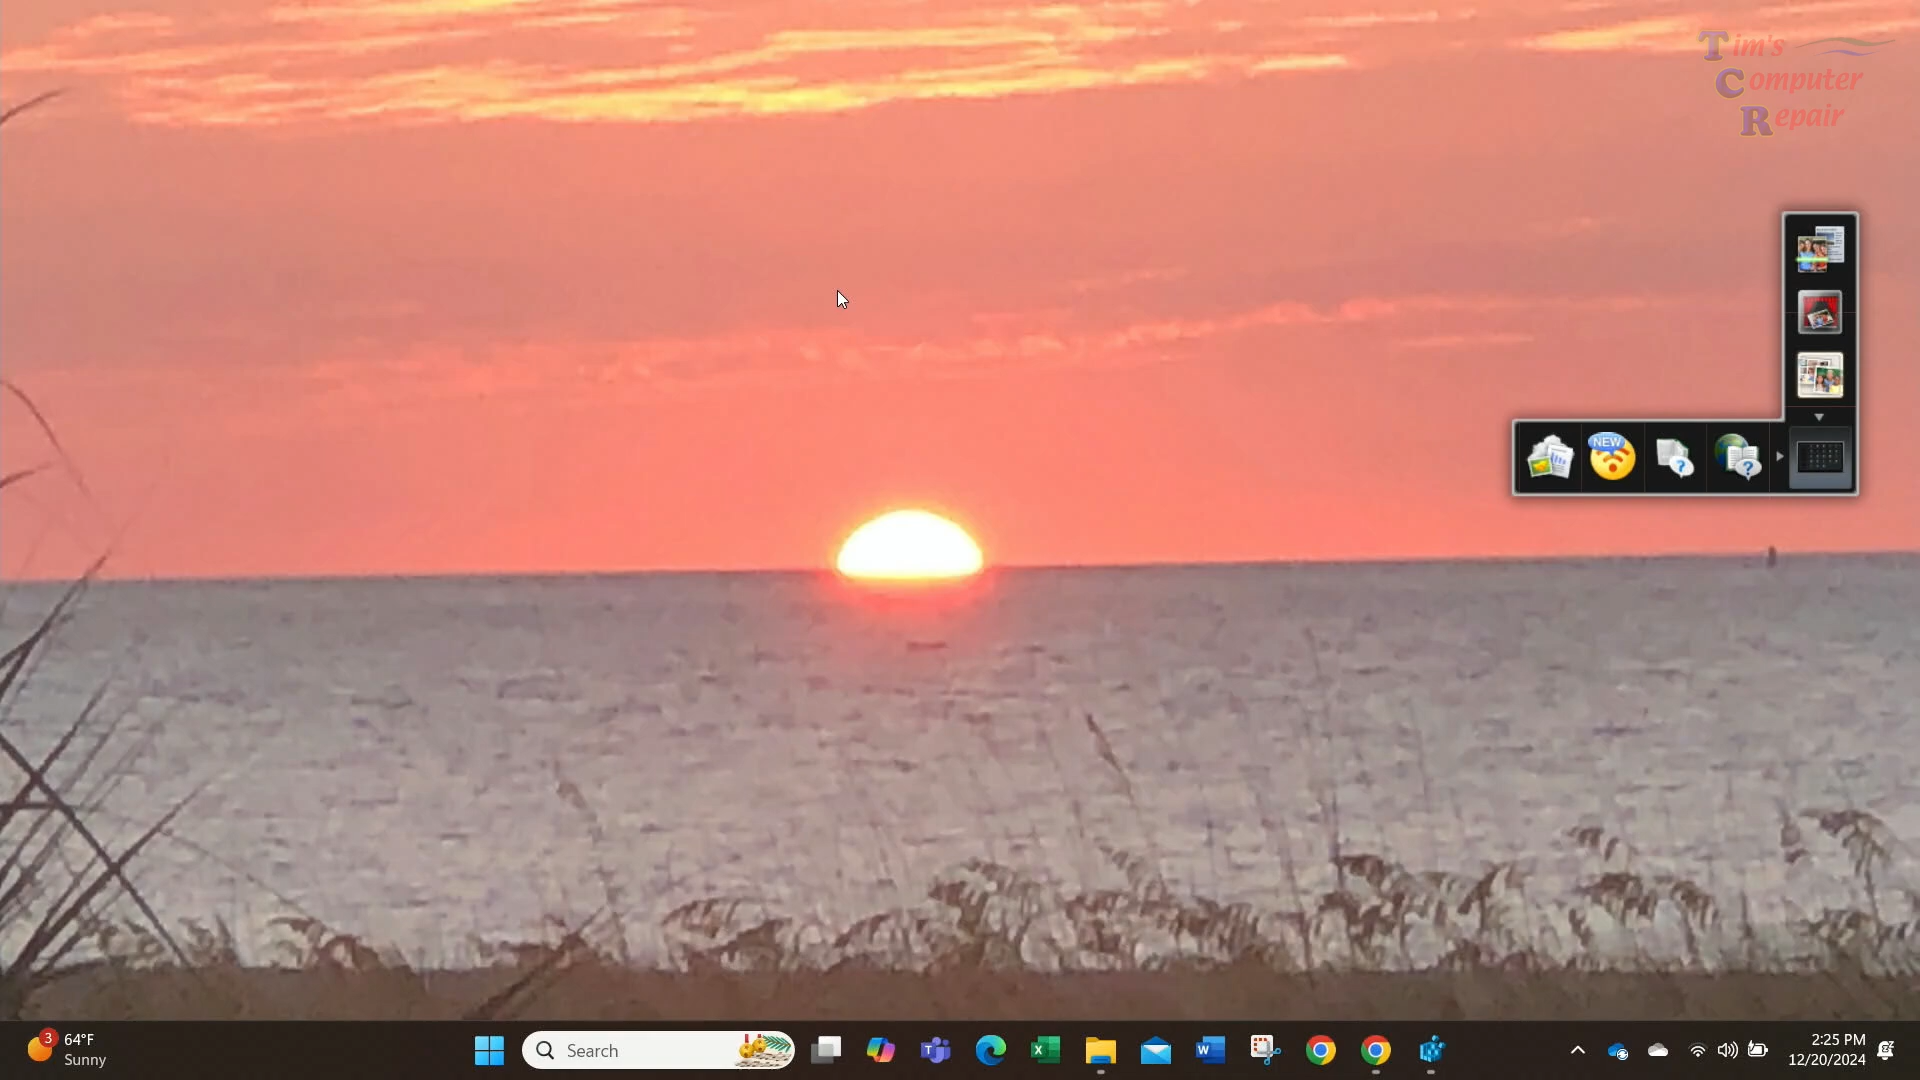 Tim's
Computer
Repair
NEW
3
64°F
Sunny
Search
2:25 PM
12/20/2024